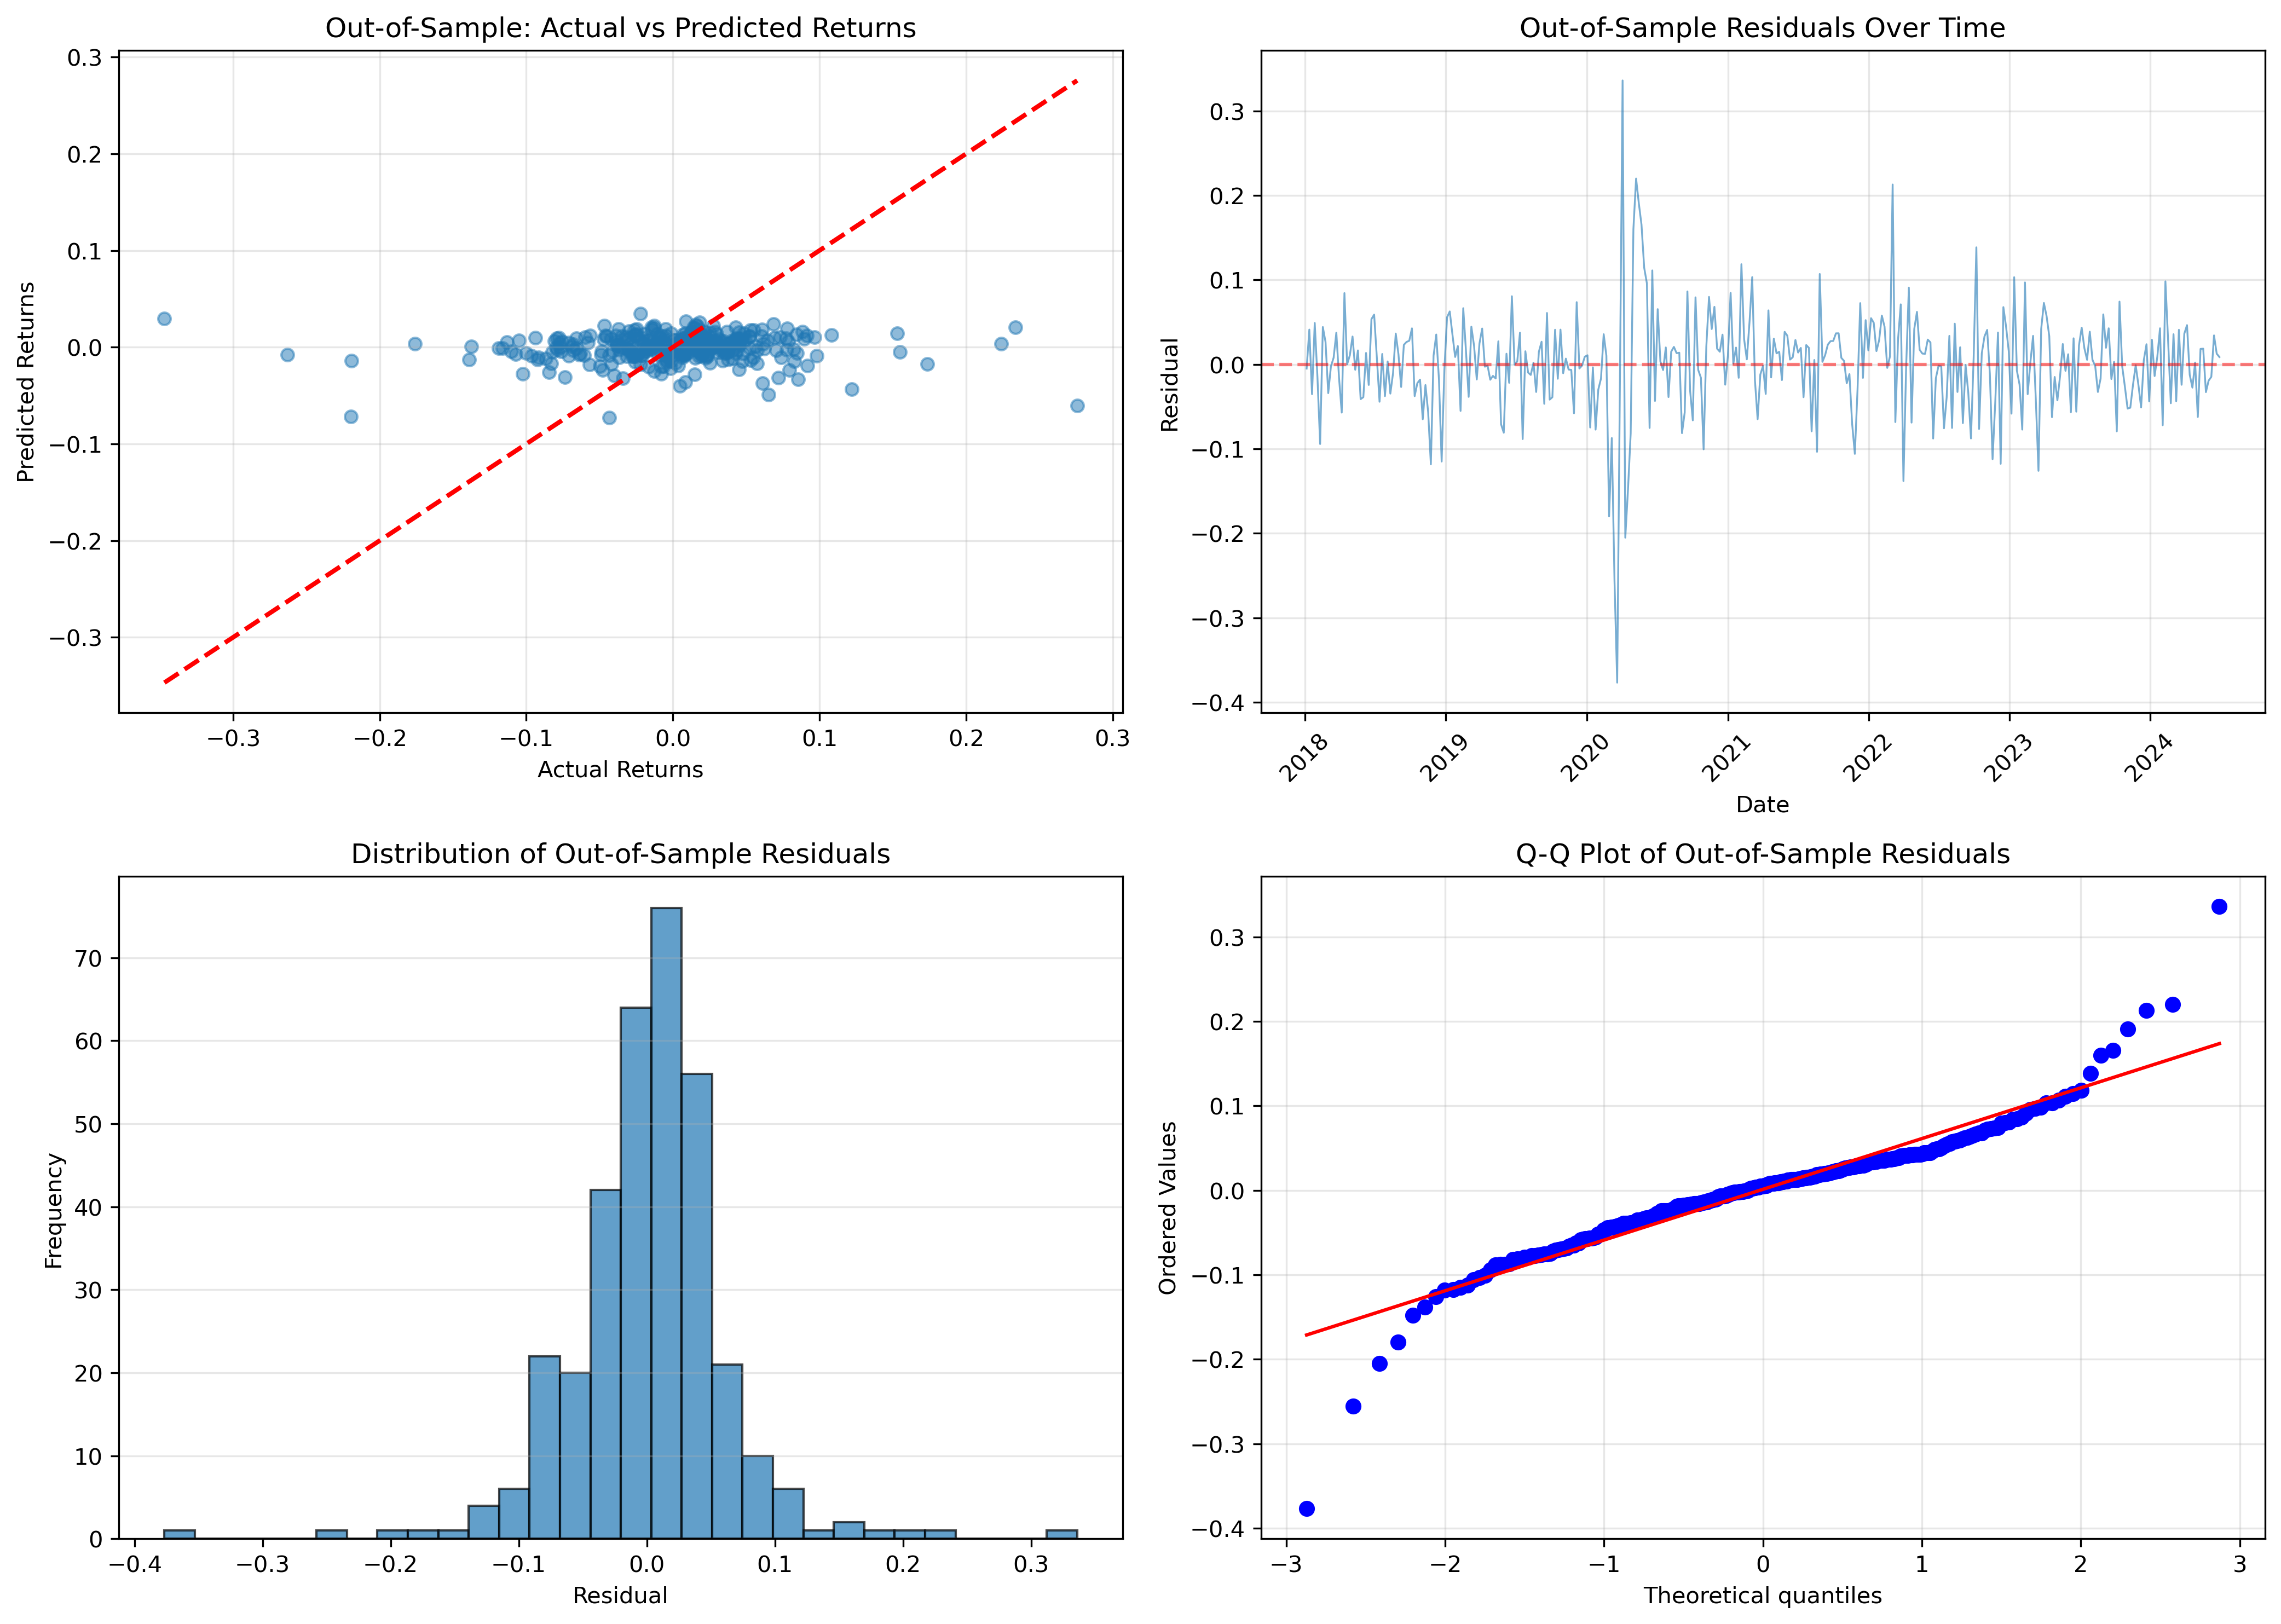 Out-of-Sample: Actual vs Predicted Returns
0.3
0.2
0.1
0.0
−0.1
−0.2
−0.3
Predicted Returns
−0.3 −0.2 −0.1 0.0 0.1 0.2 0.3
Actual Returns
Out-of-Sample Residuals Over Time
0.3
0.2
0.1
0.0
−0.1
−0.2
−0.3
−0.4
Residual
2018 2019 2020 2021 2022 2023 2024
Date
Distribution of Out-of-Sample Residuals
70
60
50
40
30
20
10
0
Frequency
−0.4 −0.3 −0.2 −0.1 0.0 0.1 0.2 0.3
Residual
Q-Q Plot of Out-of-Sample Residuals
0.3
0.2
0.1
0.0
−0.1
−0.2
−0.3
−0.4
Ordered Values
−3 −2 −1 0 1 2 3
Theoretical quantiles